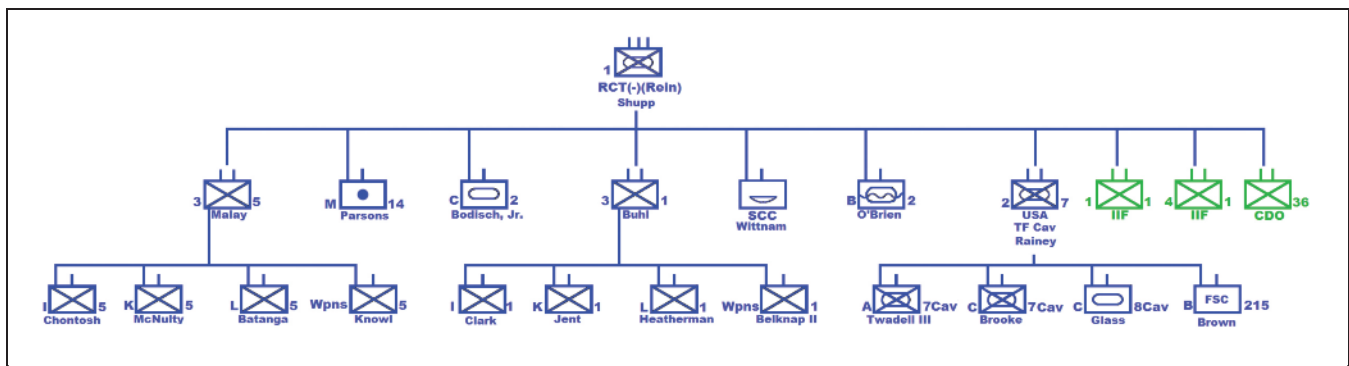 1
RCT(-)(Rein)
Shupp
3 5
Malay
M 14
Parsons
C 2
Bodisch, Jr.
3 1
Buhl
SCC
Wittnam
B 2
O'Brien
2 7
USA
TF Cav
Rainey
1 1
IIF
4 1
IIF
36
CDO
I 5
Chontosh
K 5
McNulty
L 5
Batanga
Wpns 5
Knowl
I 1
Clark
K 1
Jent
L 1
Heatherman
Wpns 1
Belknap II
A 7Cav
Twadell III
C 7Cav
Brooke
C 8Cav
Glass
B FSC 215
Brown